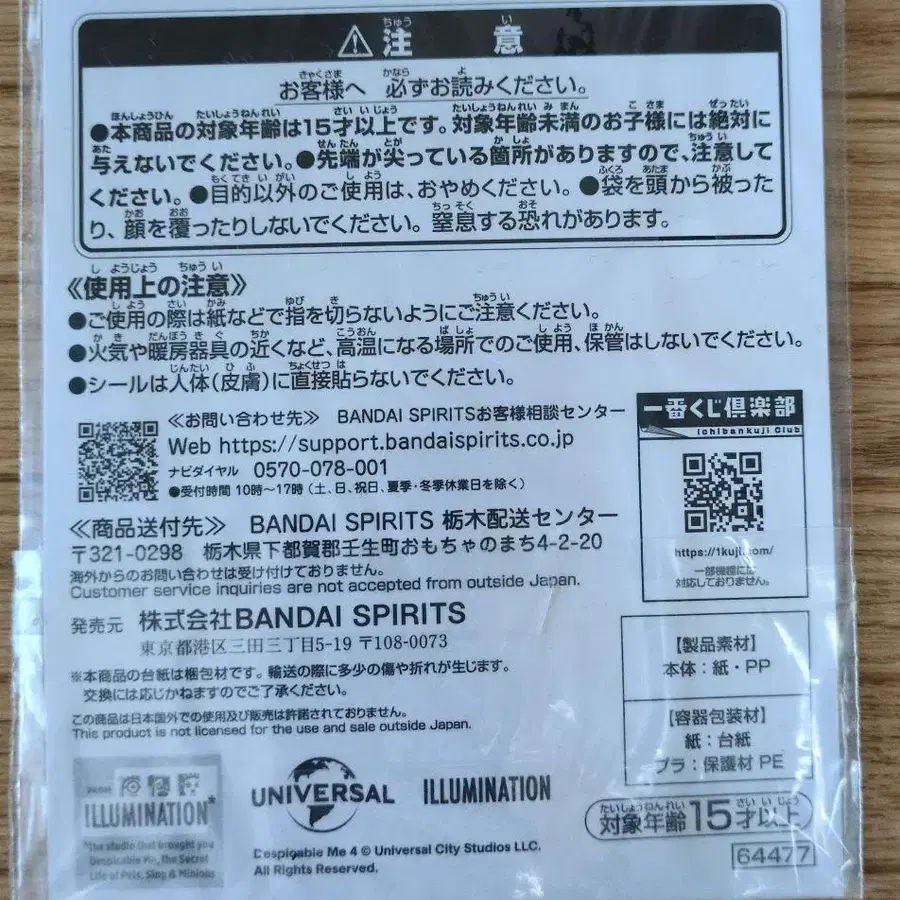 ⚠注意
お客様へ 必ずお読みください。
●本商品の対象年齢は15才以上です。対象年齢未満のお子様には絶対に
与えないでください。●先端が尖っている箇所がありますので、注意して
ください。●目的以外のご使用は、おやめください。●袋を頭から被った
り、顔を覆ったりしないでください。窒息する恐れがあります。
《使用上の注意》
●ご使用の際は紙などで指を切らないようにご注意ください。
●火気や暖房器具の近くなど、高温になる場所でのご使用、保管はしないでください。
●シールは人体(皮膚)に直接貼らないでください。
≪お問い合わせ先≫ BANDAI SPIRITSお客様相談センター
Web https://support.bandaispirits.co.jp
ナビダイヤル 0570-078-001
●受付時間 10時〜17時(土、日、祝日、夏季・冬季休業日を除く)
一番くじ倶楽部
Ichibankuji Club
https://1kuji.com/
一部機種には
対応しておりません。
≪商品送付先≫ BANDAI SPIRITS 栃木配送センター
〒321-0298 栃木県下都賀郡壬生町おもちゃのまち4-2-20
海外からのお問い合わせは受け付けておりません。
Customer service inquiries are not accepted from outside Japan.
発売元 株式会社BANDAI SPIRITS
東京都港区三田三丁目5-19 〒108-0073
※本商品の台紙は梱包材です。輸送の際に多少の傷や折れが生じます。
交換には応じかねますのでご了承ください。
この商品は日本国外での使用及び販売は許諾されておりません。
This product is not licensed for the use and sale outside Japan.
【製品素材】
本体:紙・PP
【容器包装材】
紙:台紙
プラ:保護材 PE
FROM
ILLUMINATION*
*the studio that brought you
Despicable Me, The Secret
Life of Pets, Sing & Minions
UNIVERSAL
ILLUMINATION
Despicable Me 4 © Universal City Studios LLC.
All Rights Reserved.
対象年齢15才以上
64477